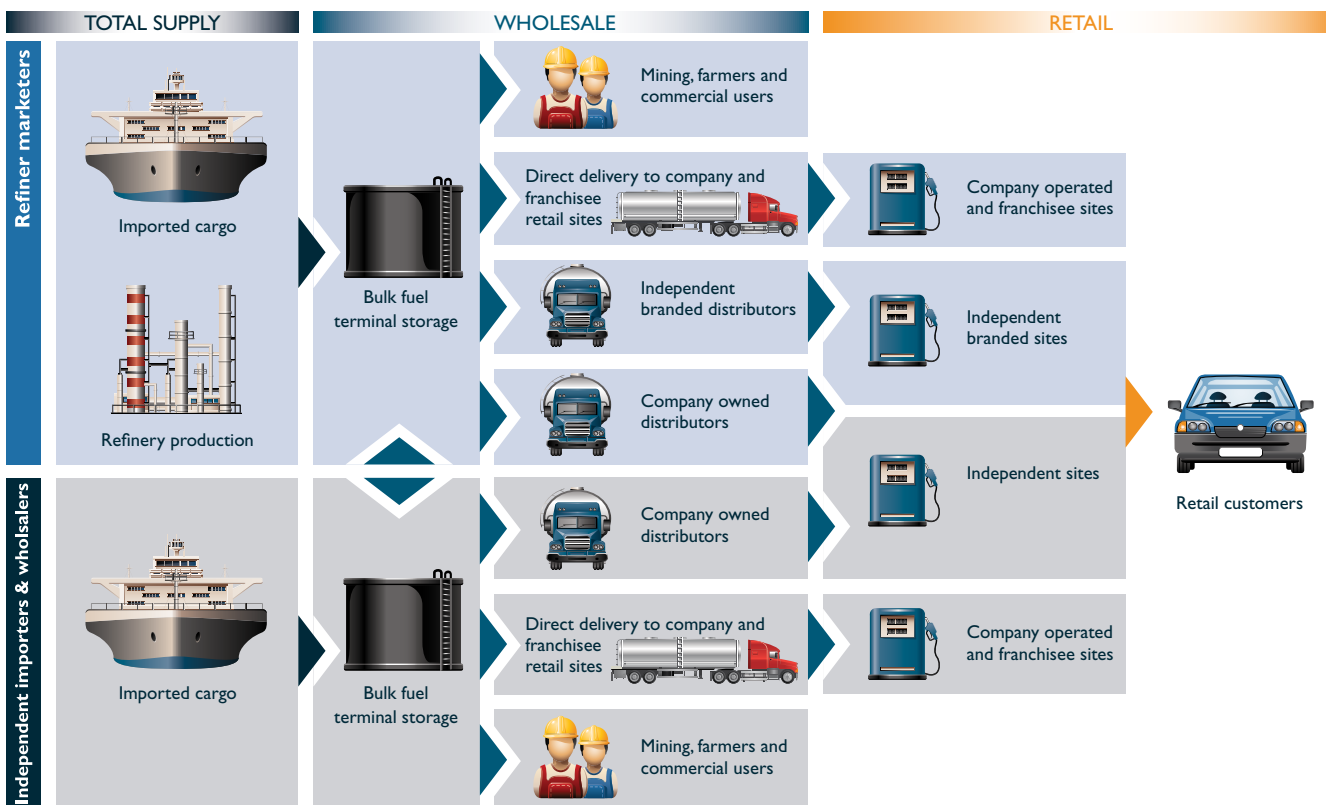 TOTAL SUPPLY
WHOLESALE
RETAIL
Refiner marketers
Imported cargo
Refinery production
Bulk fuel
terminal storage
Mining, farmers and
commercial users
Direct delivery to company and
franchisee
retail sites
Company operated
and franchisee sites
Independent
branded distributors
Independent
branded sites
Company owned
distributors
Independent importers & wholsalers
Imported cargo
Bulk fuel
terminal storage
Company owned
distributors
Independent sites
Direct delivery to company and
franchisee
retail sites
Company operated
and franchisee sites
Mining, farmers and
commercial users
Retail customers